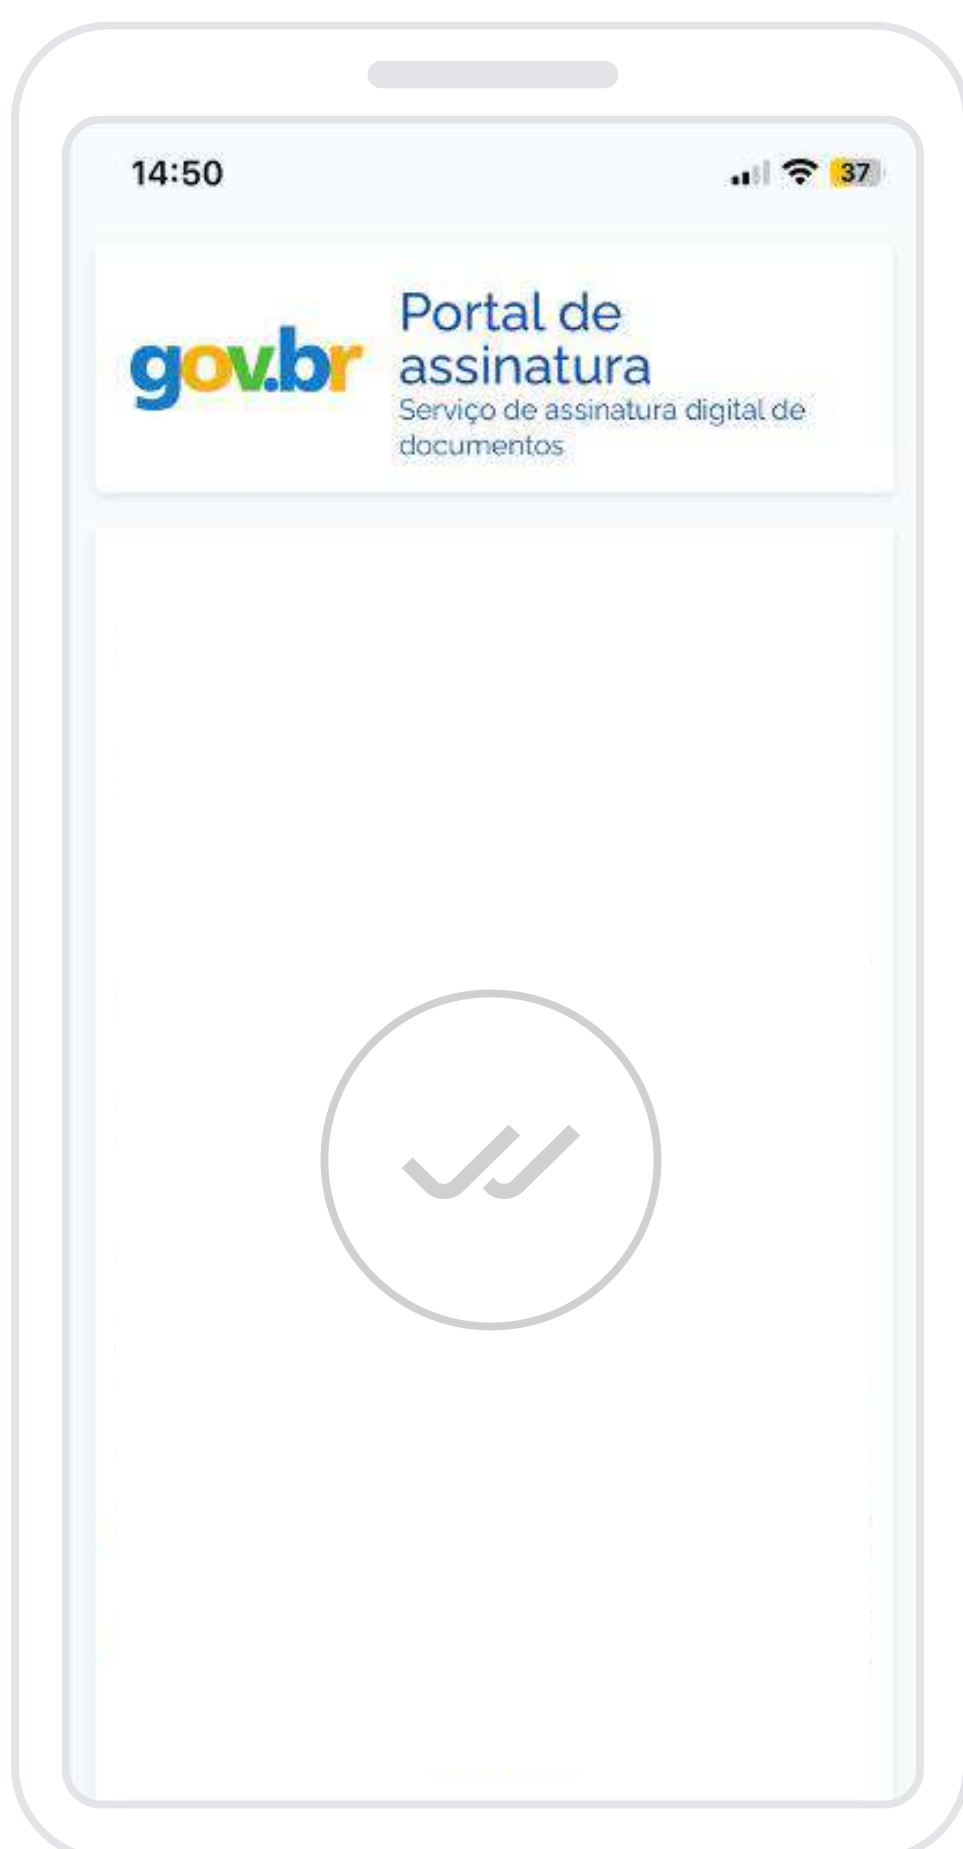 14:50
37
gov.br
Portal de
assinatura
Serviço de assinatura digital de
documentos